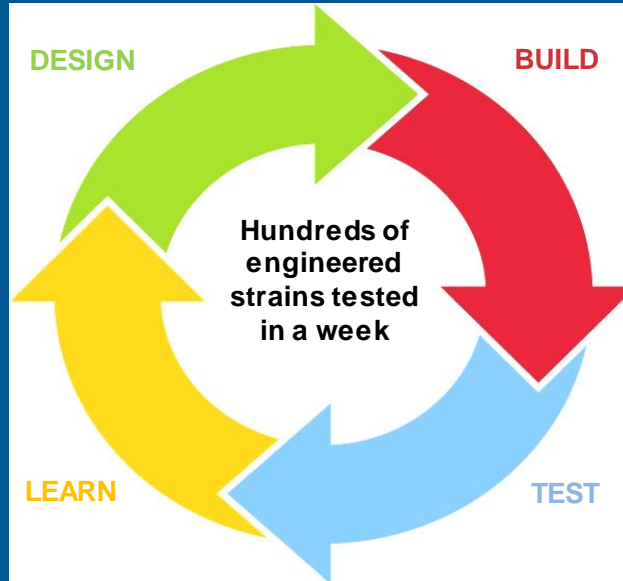 DESIGN
BUILD
Hundreds of
engineered
strains tested
in a week
LEARN
TEST